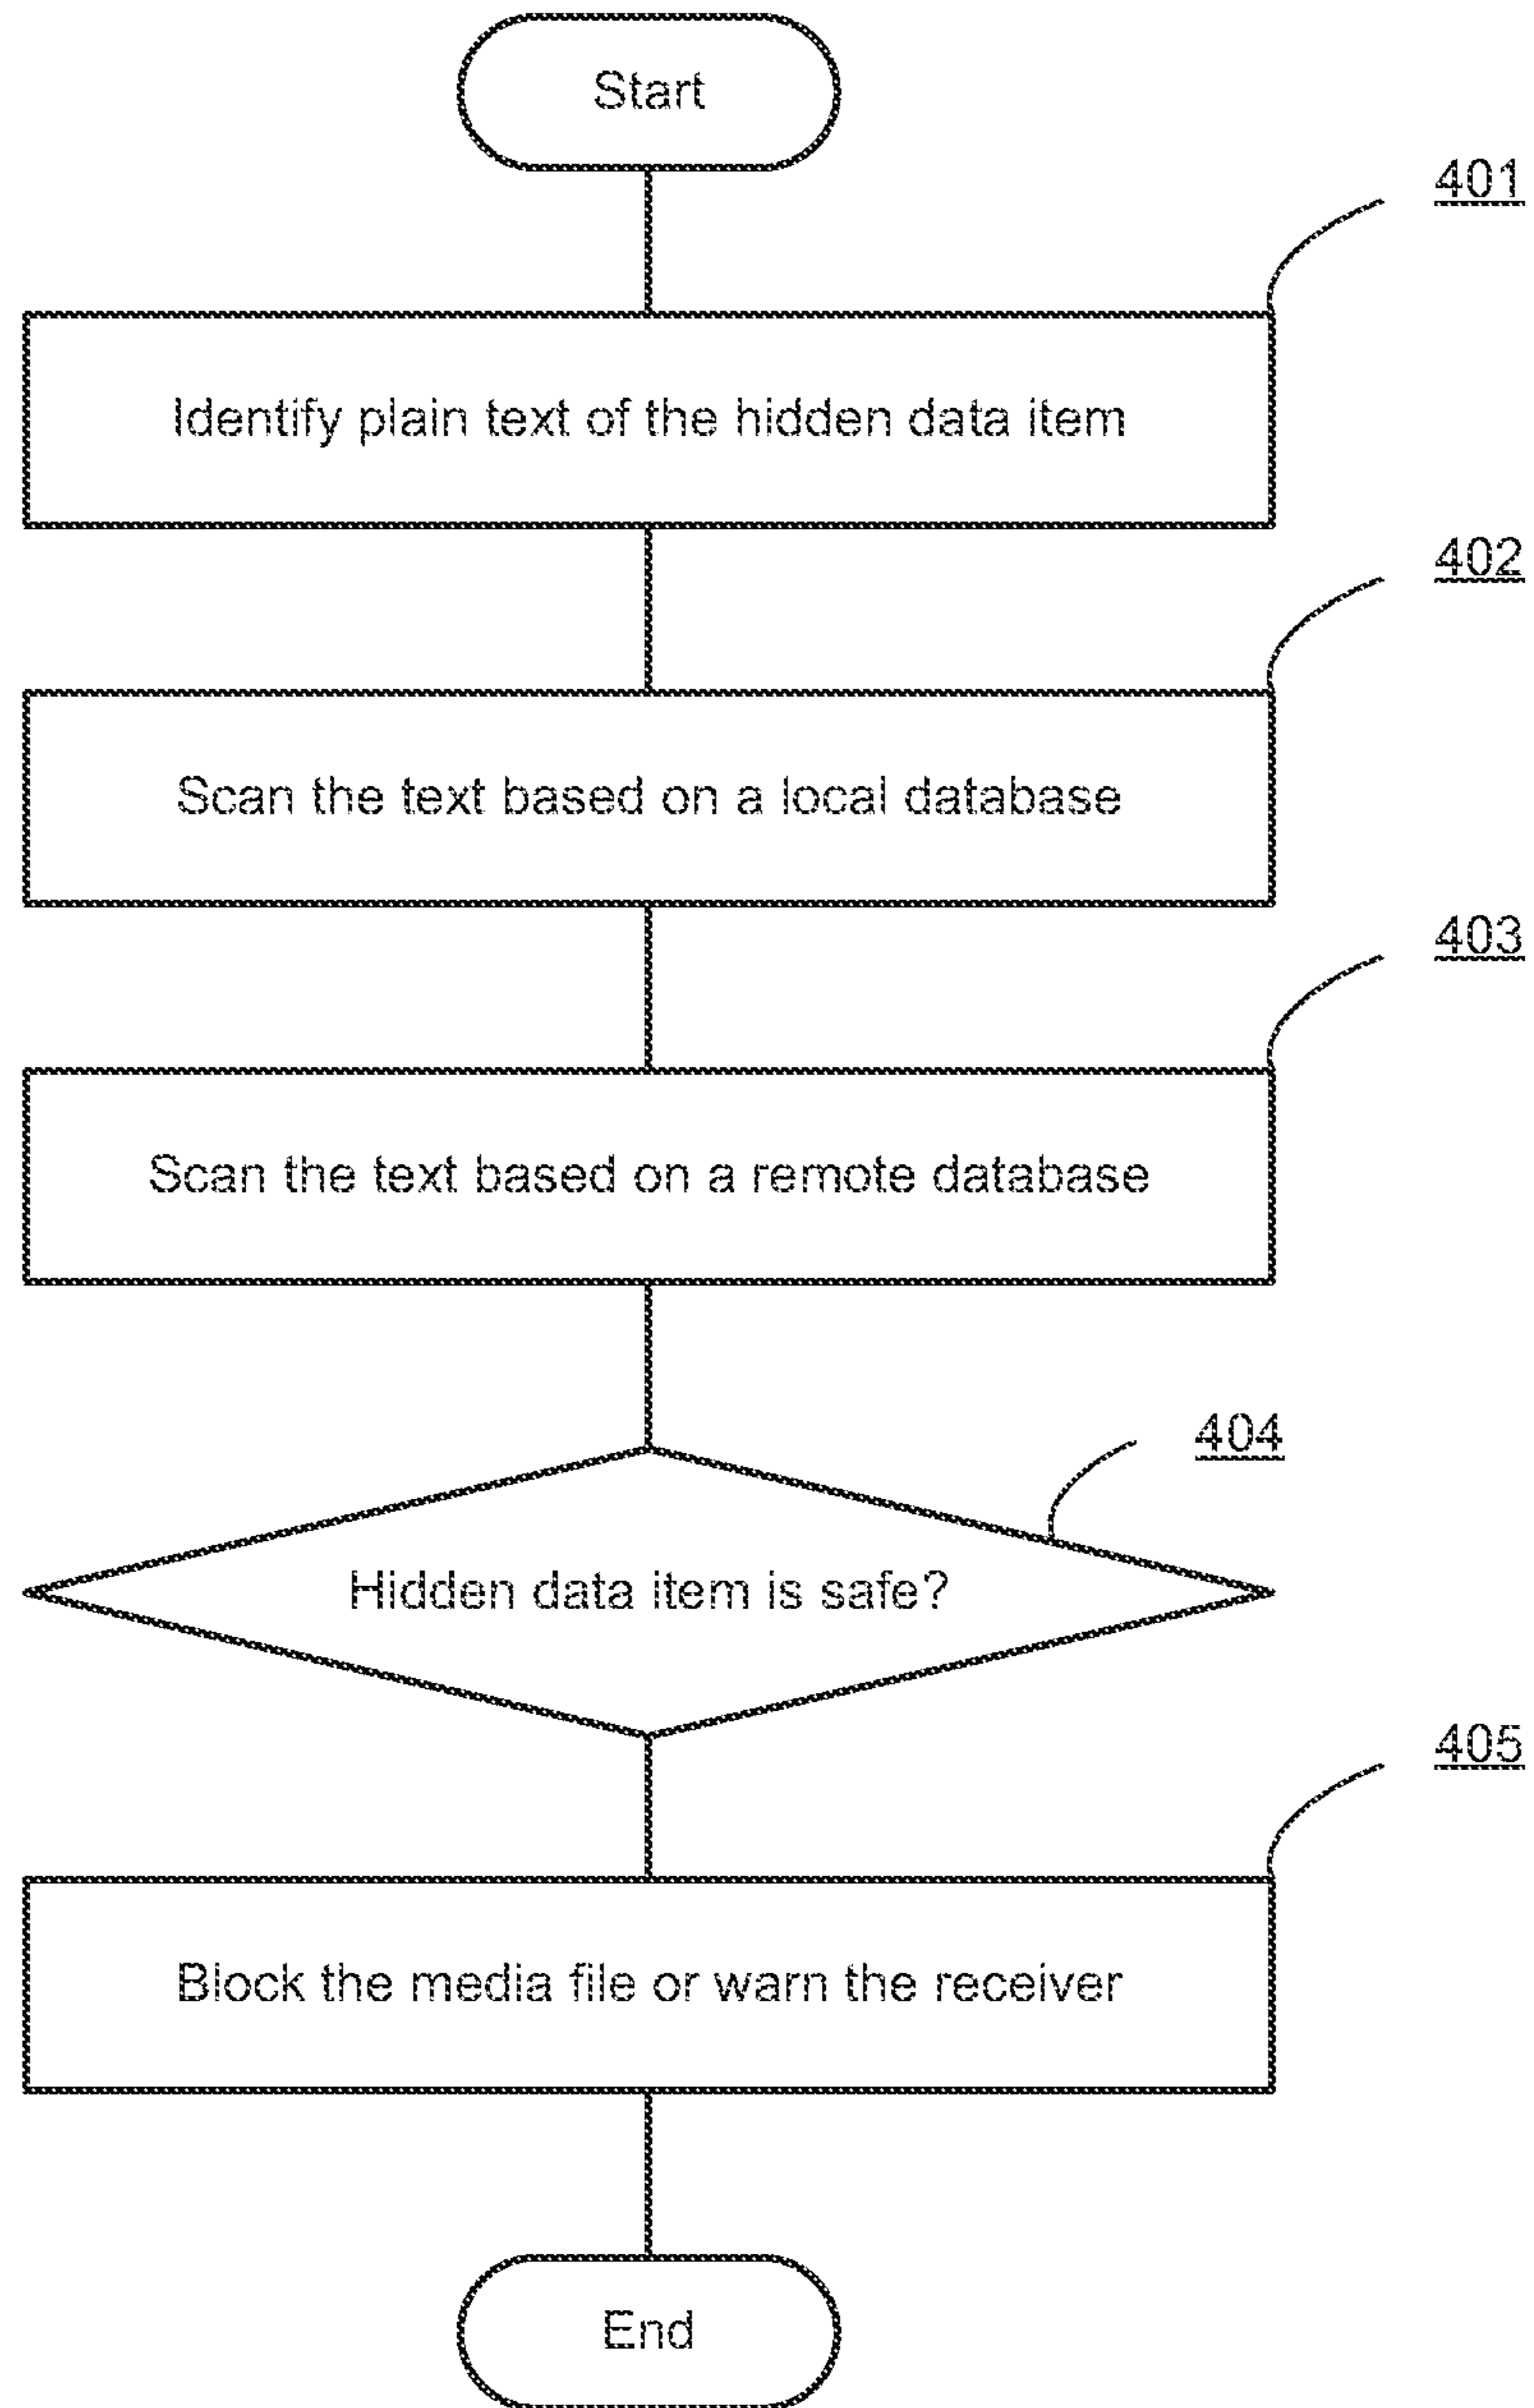 Start
401
Identify plain text of the hidden data item
402
Scan the text based on a local database
403
Scan the text based on a remote database
404
Hidden data item is safe?
405
Block the media file or warn the receiver
End